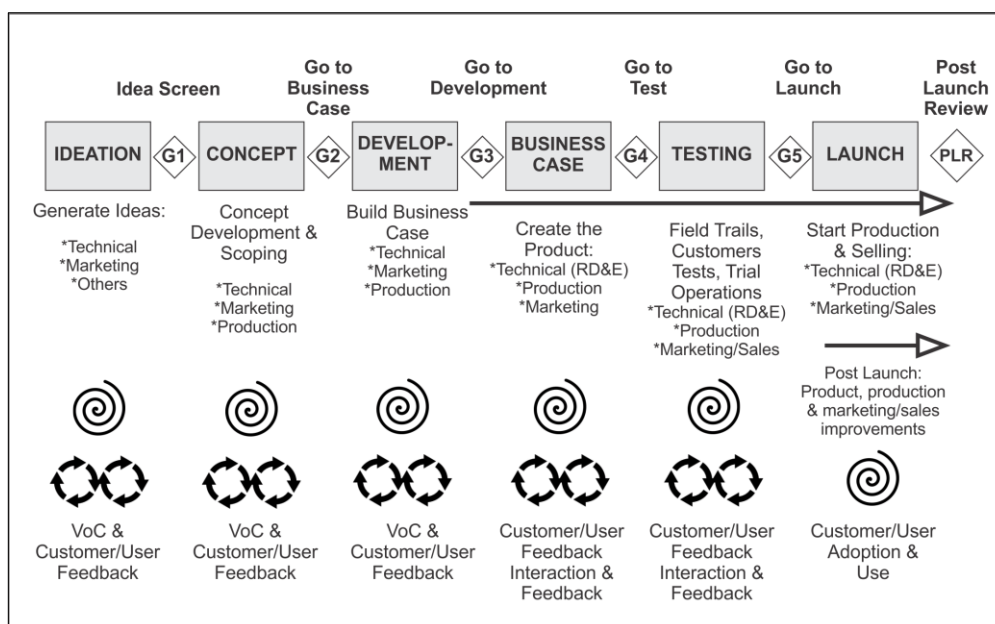 Idea Screen
Go to
Business
Case
Go to
Development
Go to
Test
Go to
Launch
Post
Launch
Review
IDEATION
G1
CONCEPT
G2
DEVELOP-
MENT
G3
BUSINESS
CASE
G4
TESTING
G5
LAUNCH
PLR
Generate Ideas:
*Technical
*Marketing
*Others
Concept
Development &
Scoping
*Technical
*Marketing
*Production
Build Business
Case
*Technical
*Marketing
*Production
Create the
Product:
*Technical (RD&E)
*Production
*Marketing
Field Trails,
Customers
Tests, Trial
Operations
*Technical (RD&E)
*Production
*Marketing/Sales
Start Production
& Selling:
*Technical (RD&E)
*Production
*Marketing/Sales
Post Launch:
Product, production
& marketing/sales
improvements
VoC &
Customer/User
Feedback
VoC &
Customer/User
Feedback
VoC &
Customer/User
Feedback
Customer/User
Feedback
Interaction &
Feedback
Customer/User
Feedback
Interaction &
Feedback
Customer/User
Adoption &
Use